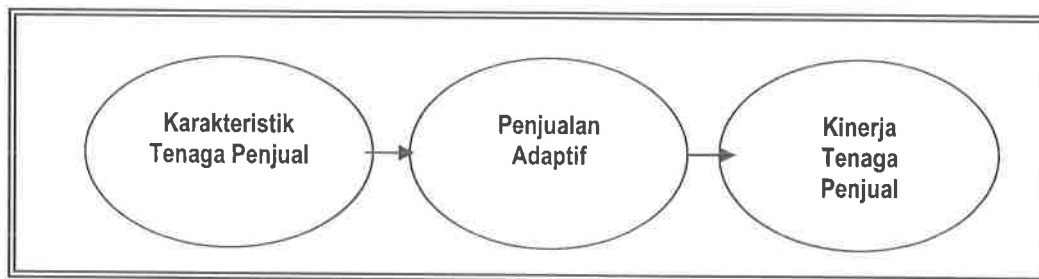 Karakteristik
Tenaga Penjual
Penjualan
Adaptif
Kinerja
Tenaga
Penjual